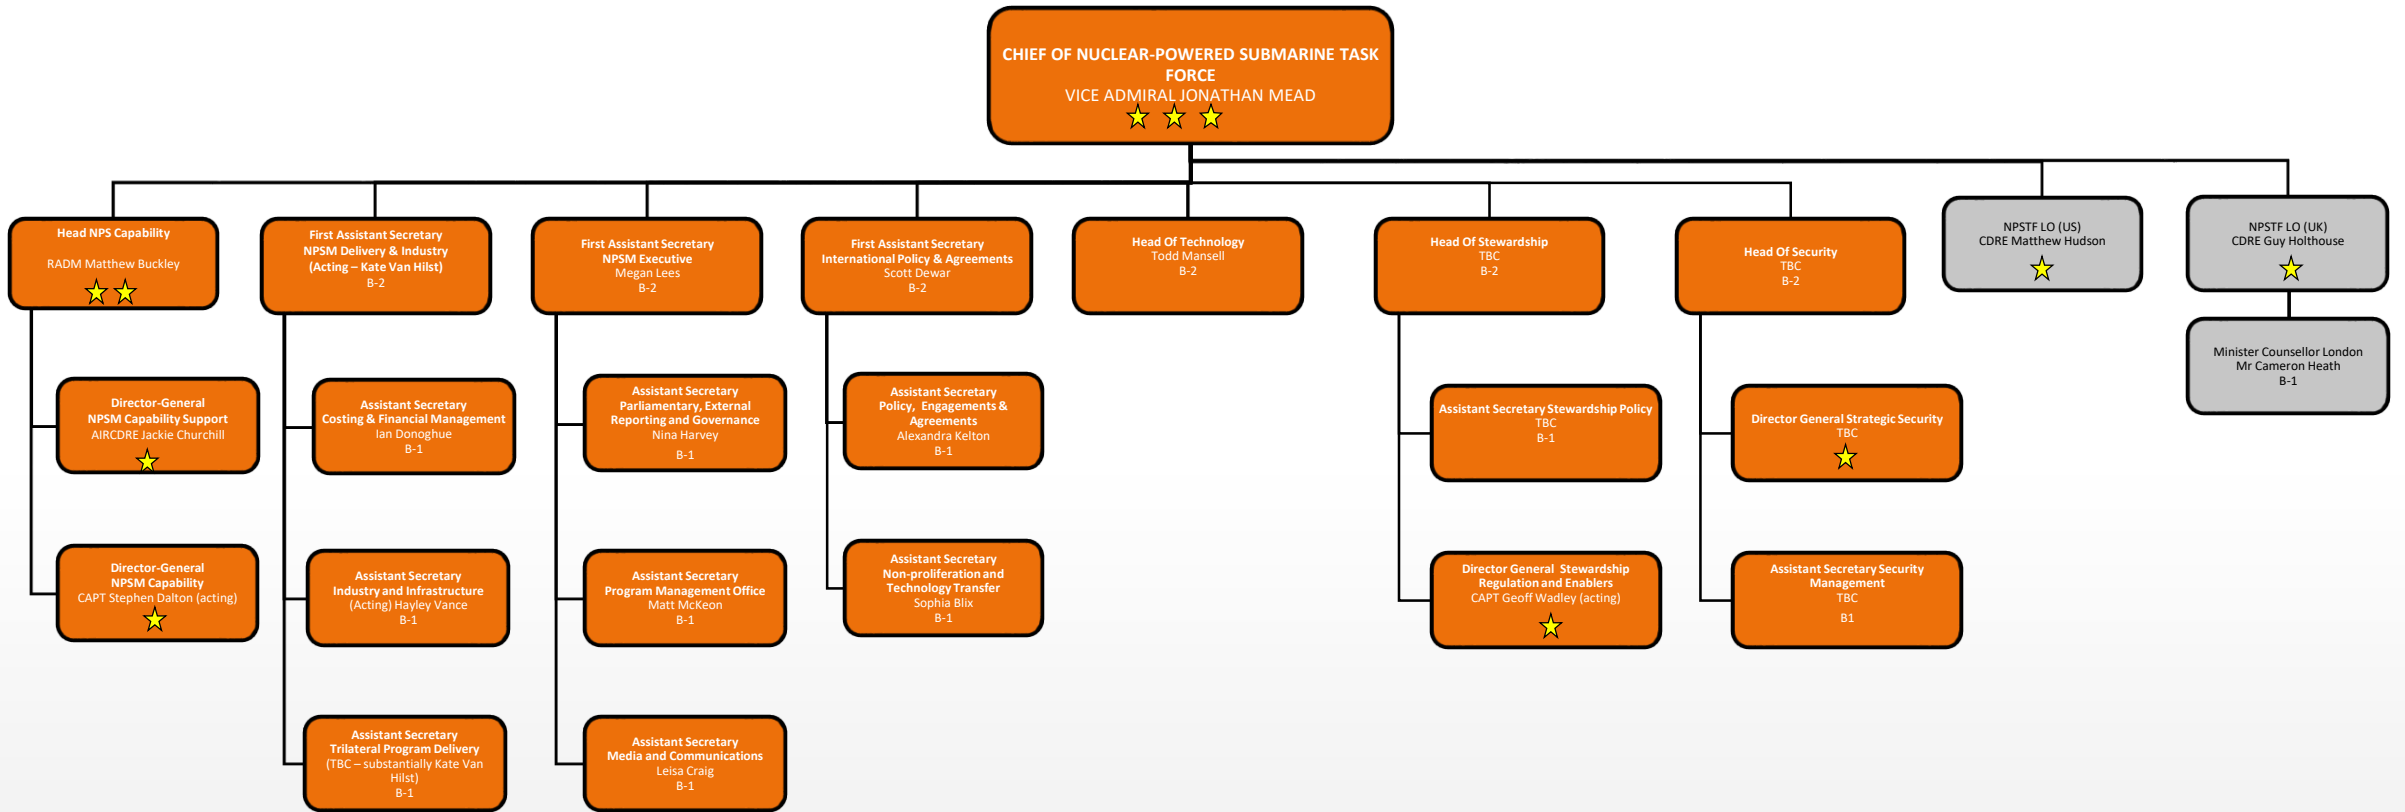 CHIEF OF NUCLEAR-POWERED SUBMARINE TASK
FORCE
VICE ADMIRAL JONATHAN MEAD
Head NPS Capability
RADM Matthew Buckley
First Assistant Secretary
NPSM Delivery & Industry
(Acting – Kate Van Hilst)
B-2
First Assistant Secretary
NPSM Executive
Megan Lees
B-2
First Assistant Secretary
International Policy & Agreements
Scott Dewar
B-2
Head Of Technology
Todd Mansell
B-2
Head Of Stewardship
TBC
B-2
Head Of Security
TBC
B-2
NPSTF LO (US)
CDRE Matthew Hudson
NPSTF LO (UK)
CDRE Guy Holthouse
Minister Counsellor London
Mr Cameron Heath
B-1
Director-General
NPSM Capability Support
AIRCDRE Jackie Churchill
Assistant Secretary
Costing & Financial Management
Ian Donoghue
B-1
Assistant Secretary
Parliamentary, External
Reporting and Governance
Nina Harvey
B-1
Assistant Secretary
Policy, Engagements &
Agreements
Alexandra Kelton
B-1
Assistant Secretary Stewardship Policy
TBC
B-1
Director General Strategic Security
TBC
Director-General
NPSM Capability
CAPT Stephen Dalton (acting)
Assistant Secretary
Industry and Infrastructure
(Acting) Hayley Vance
B-1
Assistant Secretary
Program Management Office
Matt McKeon
B-1
Assistant Secretary
Non-proliferation and
Technology Transfer
Sophia Blix
B-1
Director General Stewardship
Regulation and Enablers
CAPT Geoff Wadley (acting)
Assistant Secretary Security
Management
TBC
B1
Assistant Secretary
Trilateral Program Delivery
(TBC – substantially Kate Van
Hilst)
B-1
Assistant Secretary
Media and Communications
Leisa Craig
B-1